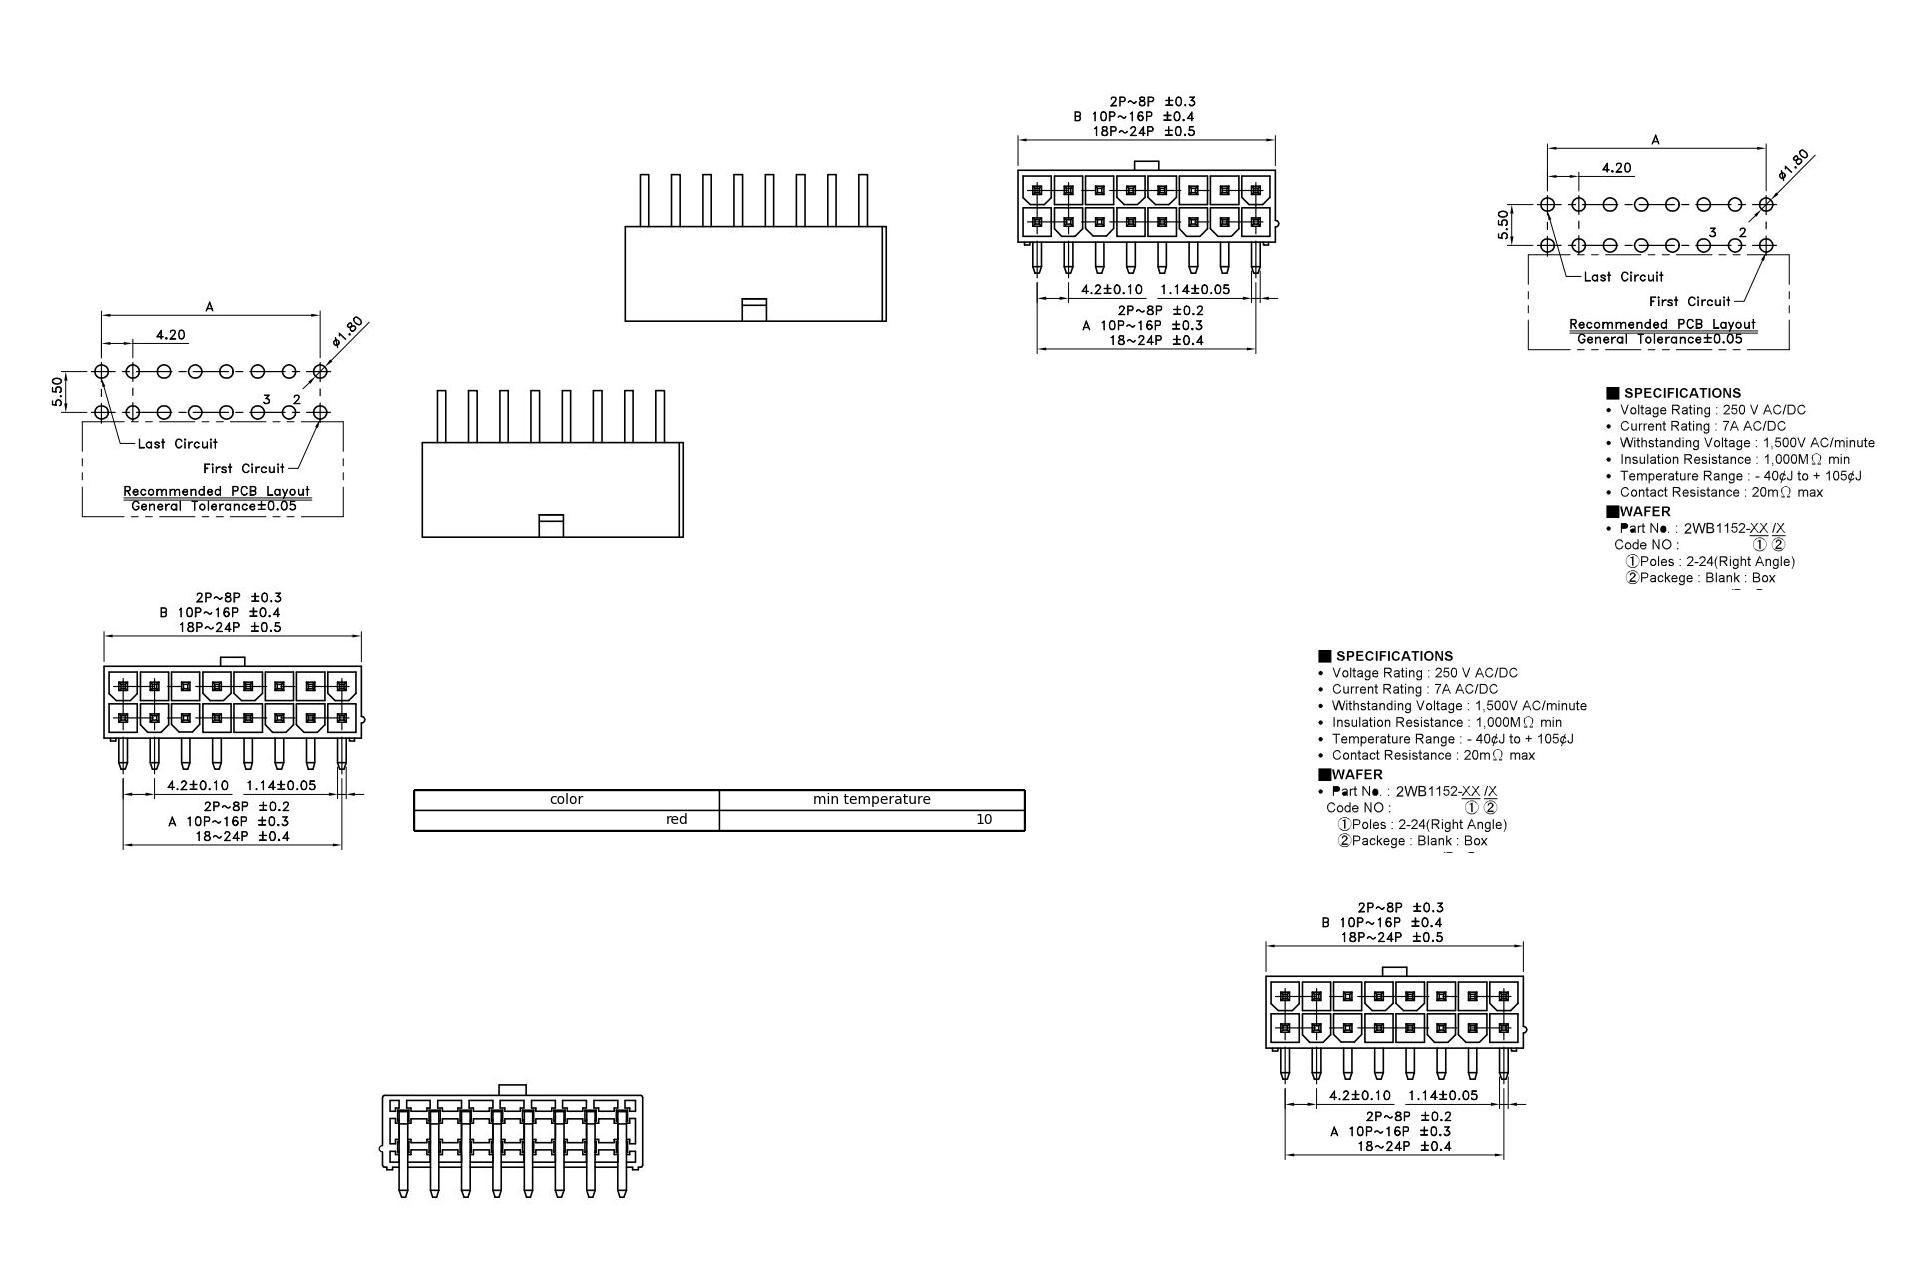 2P~8P ±0.3
B 10P~16P ±0.4
18P~24P ±0.5
4.2±0.10 1.14±0.05
2P~8P ±0.2
A 10P~16P ±0.3
18~24P ±0.4
A
4.20
ø1.80
5.50
3 2
Last Circuit
First Circuit
Recommended PCB Layout
General Tolerance±0.05
A
4.20
ø1.80
5.50
3 2
Last Circuit
First Circuit
Recommended PCB Layout
General Tolerance±0.05
■ SPECIFICATIONS
• Voltage Rating : 250 V AC/DC
• Current Rating : 7A AC/DC
• Withstanding Voltage : 1,500V AC/minute
• Insulation Resistance : 1,000MΩ min
• Temperature Range : - 40¢J to + 105¢J
• Contact Resistance : 20mΩ max
■WAFER
• Part No. : 2WB1152-XX /X
Code NO : ① ②
①Poles : 2-24(Right Angle)
②Packege : Blank : Box
2P~8P ±0.3
B 10P~16P ±0.4
18P~24P ±0.5
4.2±0.10 1.14±0.05
2P~8P ±0.2
A 10P~16P ±0.3
18~24P ±0.4
color min temperature
red 10
■ SPECIFICATIONS
• Voltage Rating : 250 V AC/DC
• Current Rating : 7A AC/DC
• Withstanding Voltage : 1,500V AC/minute
• Insulation Resistance : 1,000MΩ min
• Temperature Range : - 40¢J to + 105¢J
• Contact Resistance : 20mΩ max
■WAFER
• Part No. : 2WB1152-XX /X
Code NO : ① ②
①Poles : 2-24(Right Angle)
②Packege : Blank : Box
2P~8P ±0.3
B 10P~16P ±0.4
18P~24P ±0.5
4.2±0.10 1.14±0.05
2P~8P ±0.2
A 10P~16P ±0.3
18~24P ±0.4